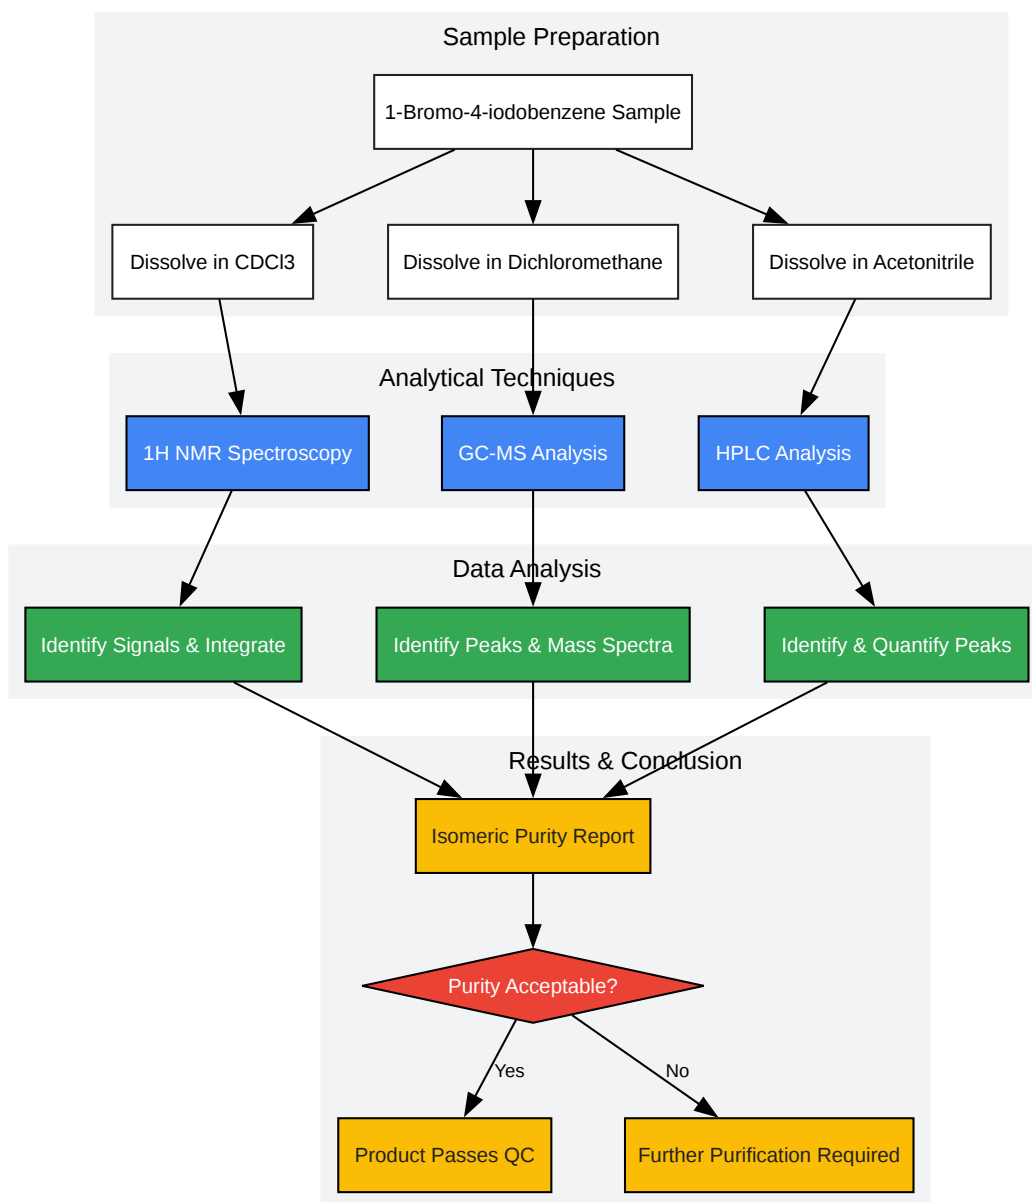 Sample Preparation
1-Bromo-4-iodobenzene Sample
Dissolve in CDCl3
Dissolve in Dichloromethane
Dissolve in Acetonitrile
Analytical Techniques
1H NMR Spectroscopy
GC-MS Analysis
HPLC Analysis
Data Analysis
Identify Signals & Integrate
Identify Peaks & Mass Spectra
Identify & Quantify Peaks
Results & Conclusion
Isomeric Purity Report
Purity Acceptable?
Yes
No
Product Passes QC
Further Purification Required